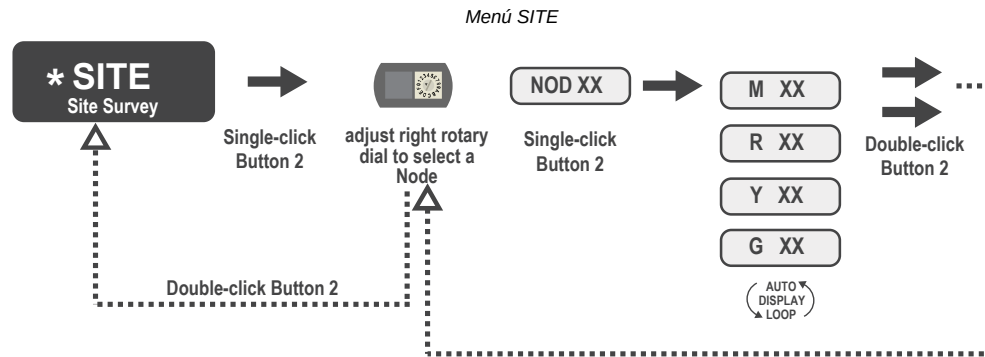 Menú SITE
* SITE
Site Survey
Single-click
Button 2
adjust right rotary
dial to select a
Node
NOD XX
Single-click
Button 2
M XX
R XX
Y XX
G XX
AUTO
DISPLAY
LOOP
Double-click
Button 2
Double-click Button 2